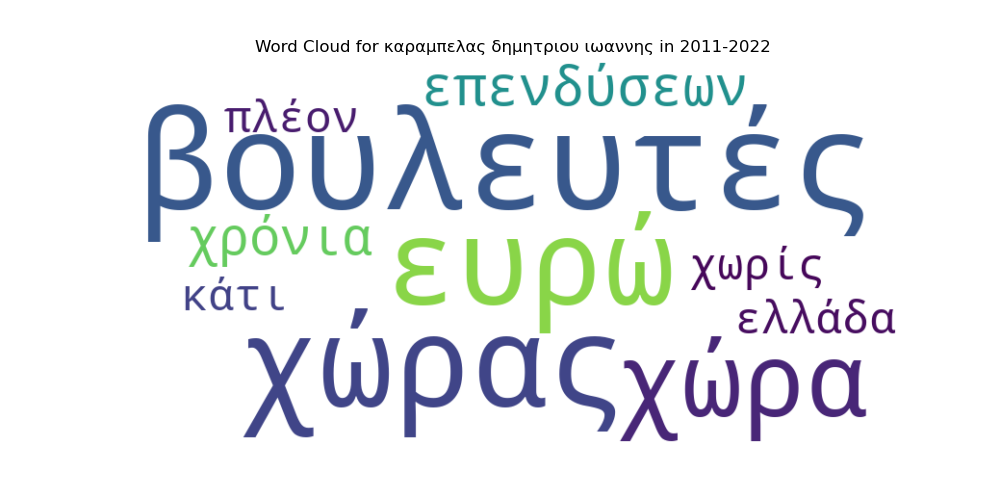 Word Cloud for καραμπελας δημητριου ιωαννης in 2011-2022
επενδύσεων
πλέον
βουλευτές
χρόνια
ευρώ
χωρίς
κάτι
ελλάδα
χώρας
χώρα